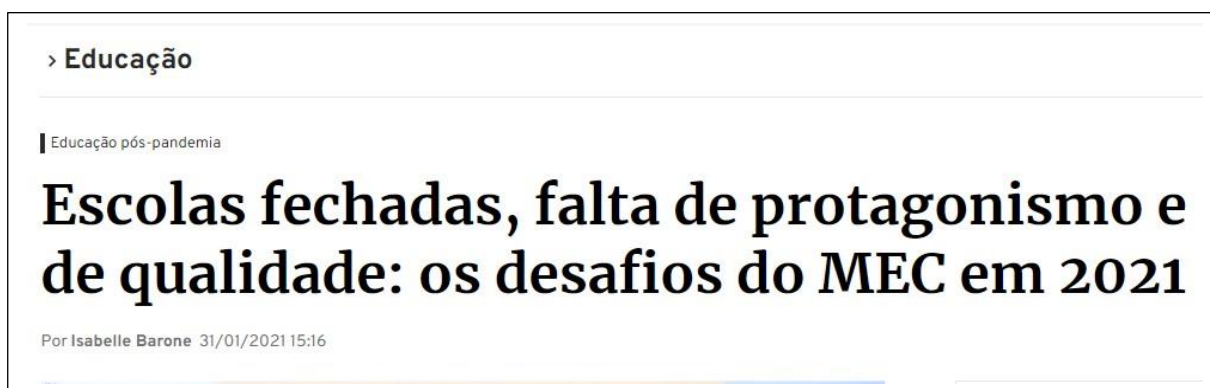 > Educação
Educação pós-pandemia
Escolas fechadas, falta de protagonismo e
de qualidade: os desafios do MEC em 2021
Por Isabelle Barone 31/01/2021 15:16